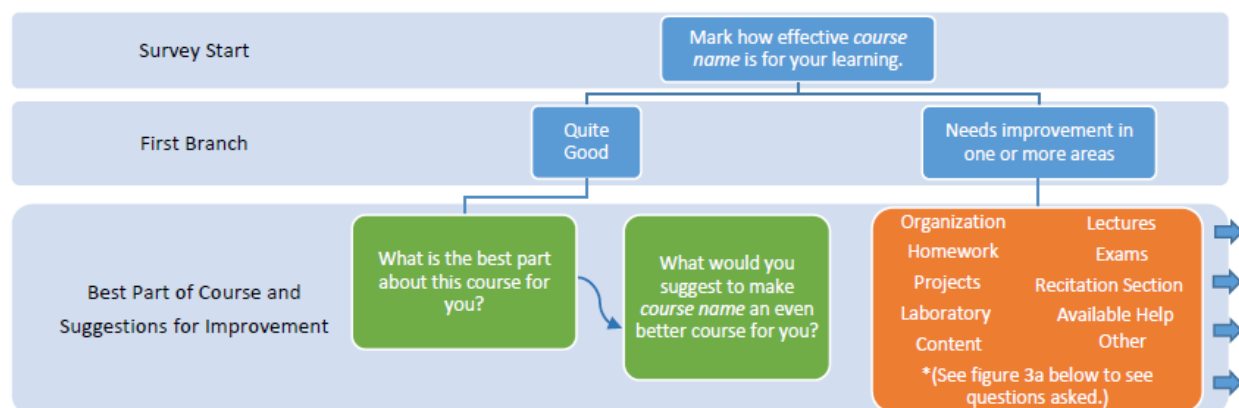 Survey Start
Mark how effective course
name is for your learning.
First Branch
Quite
Good
Needs improvement in
one or more areas
Best Part of Course and
Suggestions for Improvement
What is the best part
about this course for
you?
What would you
suggest to make
course name an even
better course for you?
Organization
Lectures
Homework
Exams
Projects
Recitation Section
Laboratory
Available Help
Content
Other
*(See figure 3a below to see
questions asked.)